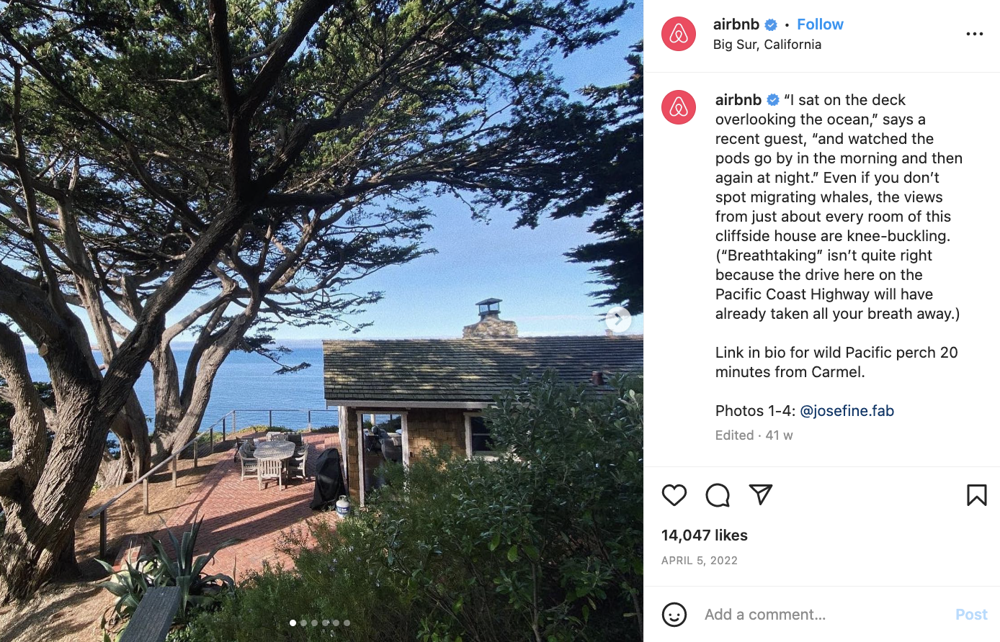 airbnb • Follow
Big Sur, California
airbnb “I sat on the deck
overlooking the ocean,” says a
recent guest, “and watched the
pods go by in the morning and then
again at night.” Even if you don’t
spot migrating whales, the views
from just about every room of this
cliffside house are knee-buckling.
(“Breathtaking” isn’t quite right
because the drive here on the
Pacific Coast Highway will have
already taken all your breath away.)
Link in bio for wild Pacific perch 20
minutes from Carmel.
Photos 1-4: @josefine.fab
Edited · 41 w
14,047 likes
APRIL 5, 2022
Add a comment...
Post